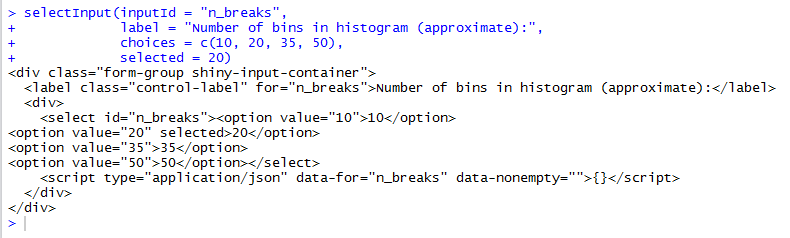 > selectInput(inputId = "n_breaks",
+             label = "Number of bins in histogram (approximate):",
+             choices = c(10, 20, 35, 50),
+             selected = 20)
<div class="form-group shiny-input-container">
  <label class="control-label" for="n_breaks">Number of bins in histogram (approximate):</label>
  <div>
    <select id="n_breaks"><option value="10">10</option>
<option value="20" selected>20</option>
<option value="35">35</option>
<option value="50">50</option></select>
    <script type="application/json" data-for="n_breaks" data-nonempty="">{}</script>
  </div>
</div>
>